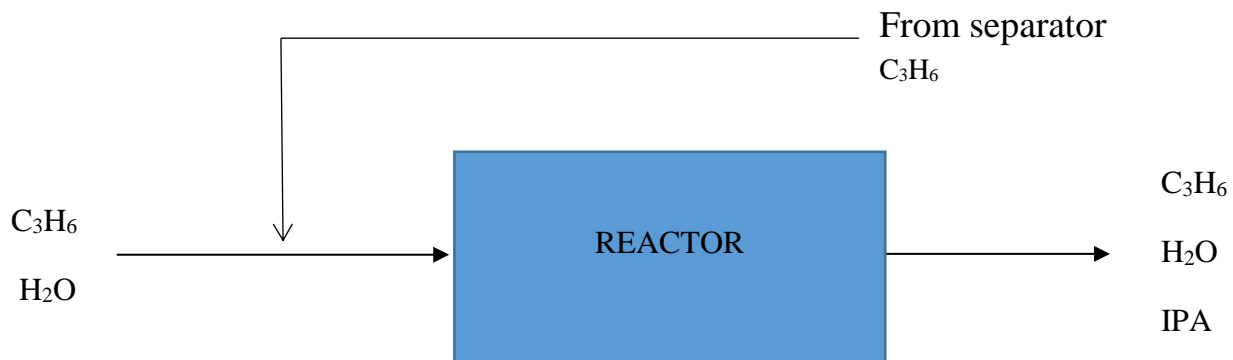 From separator
C₃H₆
C₃H₆
H₂O
REACTOR
C₃H₆
H₂O
IPA